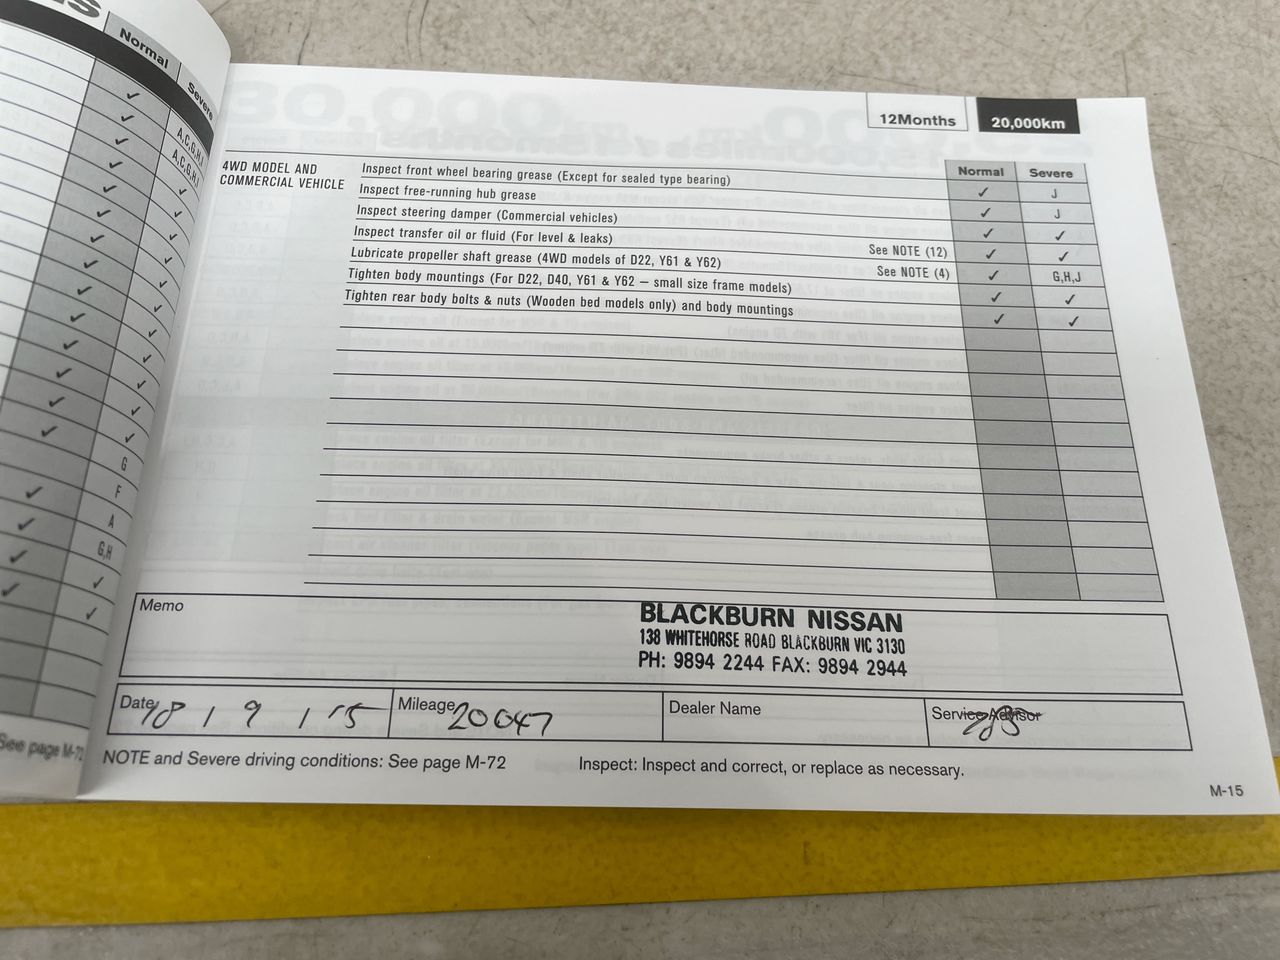 Normal Severe
A,C,G,H,I
A,C,G,H,I
G
F
A
G,H
See page M-72
12Months 20,000km
Normal Severe
4WD MODEL AND
COMMERCIAL VEHICLE
Inspect front wheel bearing grease (Except for sealed type bearing) ✓ J
Inspect free-running hub grease ✓ J
Inspect steering damper (Commercial vehicles) ✓ ✓
Inspect transfer oil or fluid (For level & leaks) See NOTE (12) ✓ ✓
Lubricate propeller shaft grease (4WD models of D22, Y61 & Y62) See NOTE (4) ✓ G,H,J
Tighten body mountings (For D22, D40, Y61 & Y62 – small size frame models) ✓ ✓
Tighten rear body bolts & nuts (Wooden bed models only) and body mountings ✓ ✓
Memo
BLACKBURN NISSAN
138 WHITEHORSE ROAD BLACKBURN VIC 3130
PH: 9894 2244 FAX: 9894 2944
Date 18 / 9 / 15 Mileage 20047 Dealer Name Service Advisor
NOTE and Severe driving conditions: See page M-72 Inspect: Inspect and correct, or replace as necessary.
M-15